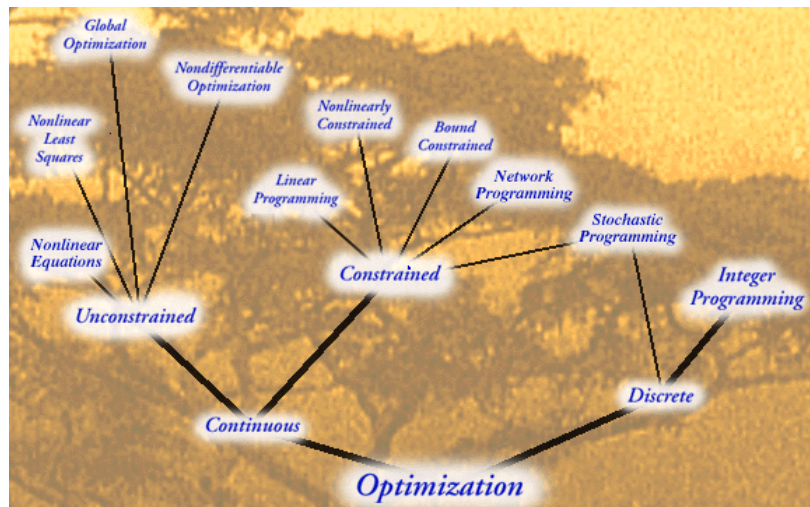 Global
Optimization
Nondifferentiable
Optimization
Nonlinear
Least
Squares
Nonlinearly
Constrained
Bound
Constrained
Linear
Programming
Network
Programming
Stochastic
Programming
Nonlinear
Equations
Constrained
Integer
Programming
Unconstrained
Discrete
Continuous
Optimization